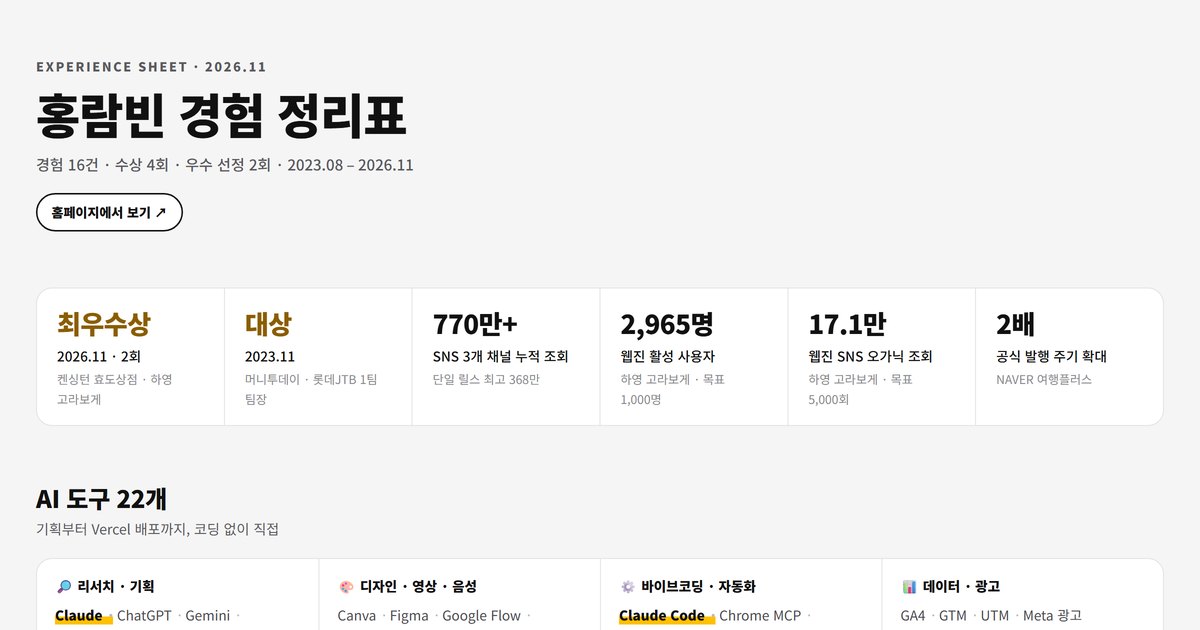 EXPERIENCE SHEET · 2026.11
홍람빈 경험 정리표
경험 16건 · 수상 4회 · 우수 선정 2회 · 2023.08 – 2026.11
홈페이지에서 보기 ↗
최우수상
2026.11 · 2회
켄싱턴 효도상점 · 하영
고라보게
대상
2023.11
머니투데이 · 롯데JTB 1팀
팀장
770만+
SNS 3개 채널 누적 조회
단일 릴스 최고 368만
2,965명
웹진 활성 사용자
하영 고라보게 · 목표
1,000명
17.1만
웹진 SNS 오가닉 조회
하영 고라보게 · 목표
5,000회
2배
공식 발행 주기 확대
NAVER 여행플러스
AI 도구 22개
기획부터 Vercel 배포까지, 코딩 없이 직접
🔎 리서치 · 기획
Claude ChatGPT · Gemini ·
🎨 디자인 · 영상 · 음성
Canva · Figma · Google Flow ·
⚙️ 바이브코딩 · 자동화
Claude Code Chrome MCP ·
📊 데이터 · 광고
GA4 · GTM · UTM · Meta 광고